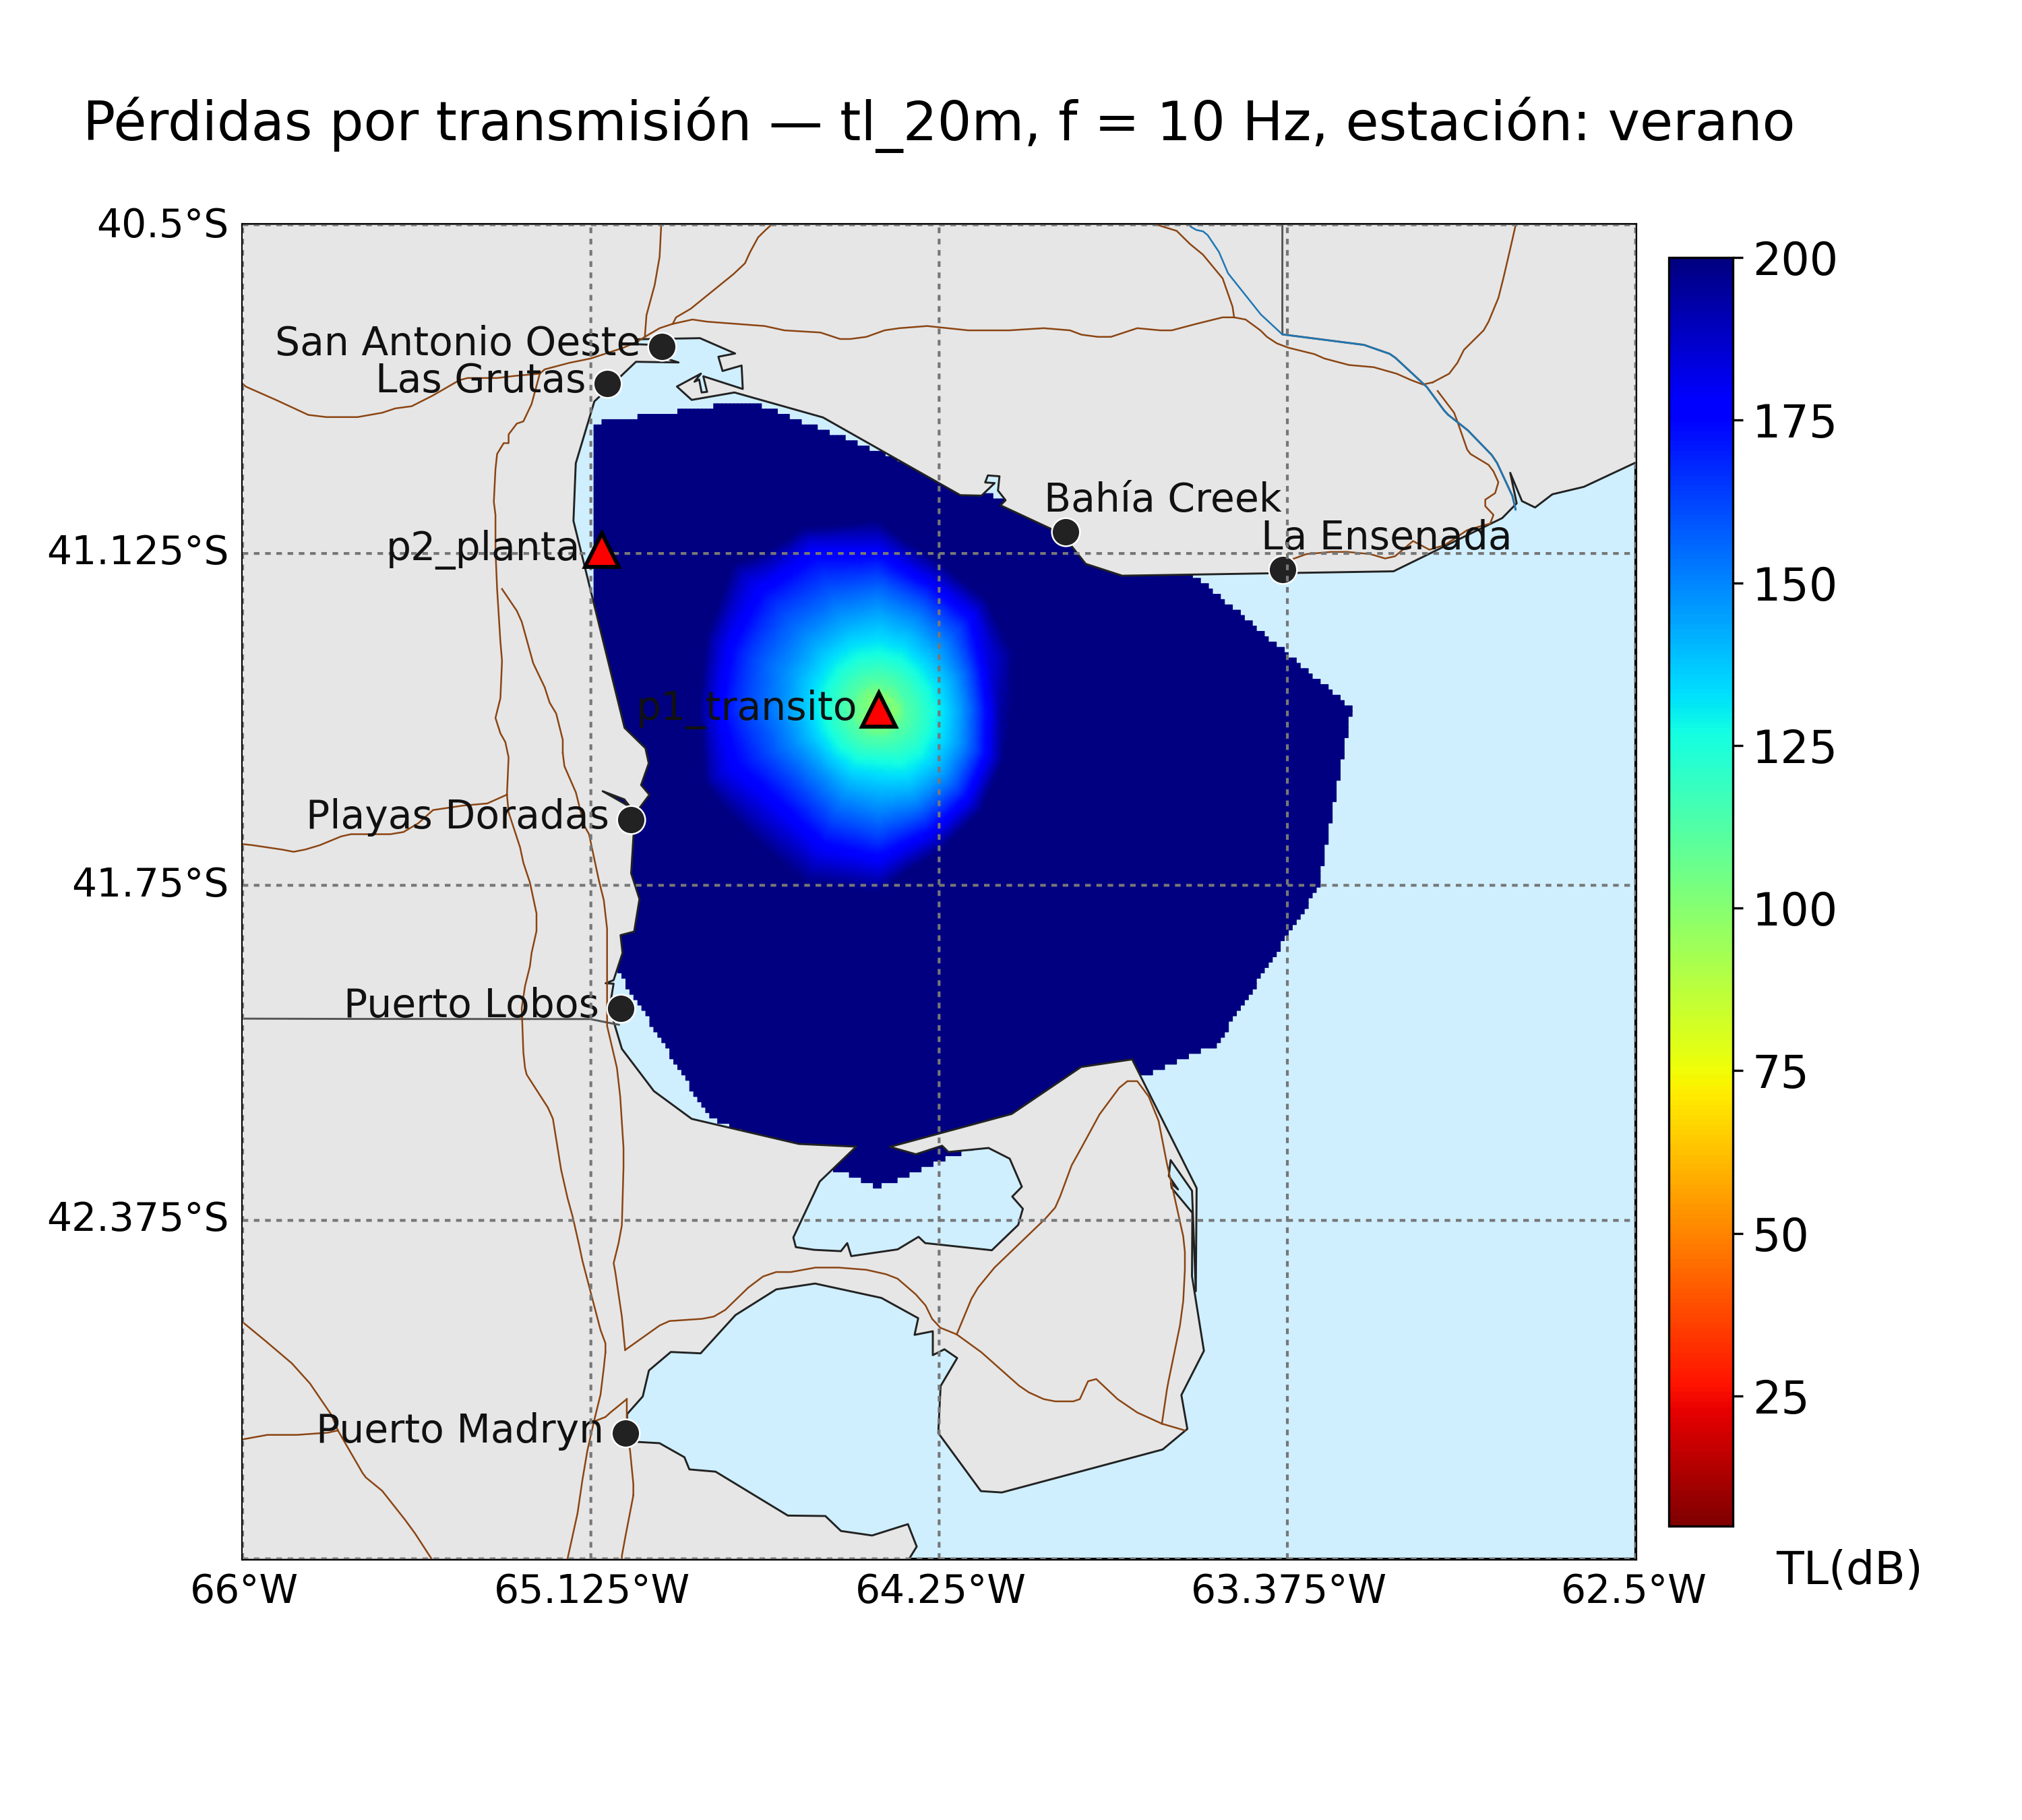 Pérdidas por transmisión — tl_20m, f = 10 Hz, estación: verano
40.5°S
200
San Antonio Oeste
Las Grutas
175
Bahía Creek
La Ensenada
p2_planta
41.125°S
150
p1_transito
125
Playas Doradas
41.75°S
100
Puerto Lobos
75
42.375°S
50
25
Puerto Madryn
TL(dB)
66°W
65.125°W
64.25°W
63.375°W
62.5°W